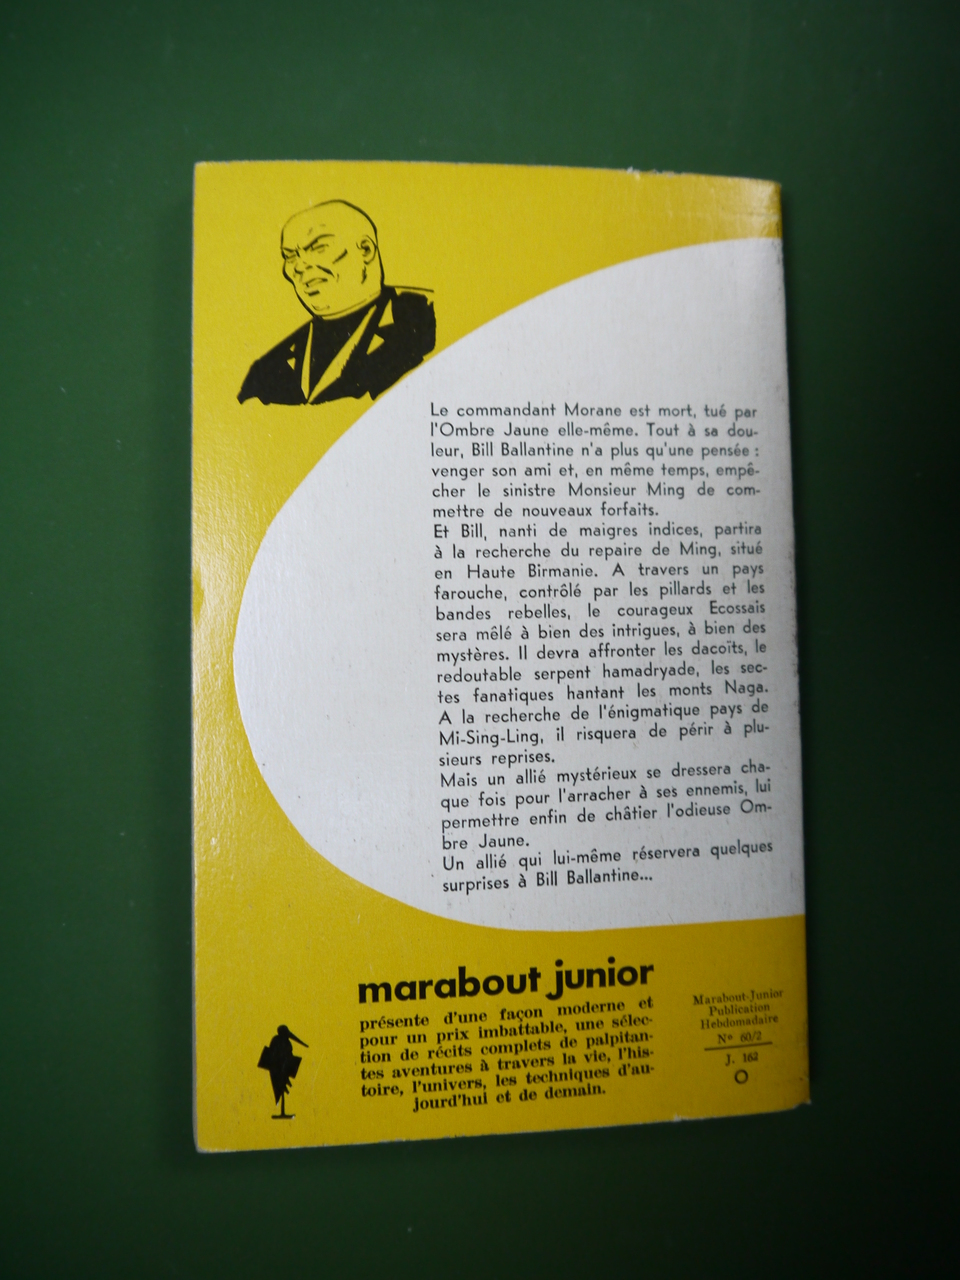 Le commandant Morane est mort, tué par
l'Ombre Jaune elle-même. Tout à sa dou-
leur, Bill Ballantine n'a plus qu'une pensée :
venger son ami et, en même temps, empê-
cher le sinistre Monsieur Ming de com-
mettre de nouveaux forfaits.
Et Bill, nanti de maigres indices, partira
à la recherche du repaire de Ming, situé
en Haute Birmanie. A travers un pays
farouche, contrôlé par les pillards et les
bandes rebelles, le courageux Ecossais
sera mêlé à bien des intrigues, à bien des
mystères. Il devra affronter les dacoïts, le
redoutable serpent hamadryade, les sec-
tes fanatiques hantant les monts Naga.
A la recherche de l'énigmatique pays de
Mi-Sing-Ling, il risquera de périr à plu-
sieurs reprises.
Mais un allié mystérieux se dressera cha-
que fois pour l'arracher à ses ennemis, lui
permettre enfin de châtier l'odieuse Om-
bre Jaune.
Un allié qui lui-même réservera quelques
surprises à Bill Ballantine...
marabout junior
présente d'une façon moderne et
pour un prix imbattable, une sélec-
tion de récits complets de palpitan-
tes aventures à travers la vie, l'his-
toire, l'univers, les techniques d'au-
jourd'hui et de demain.
Marabout-Junior
Publication
Hebdomadaire
N° 60/2
J. 162
O